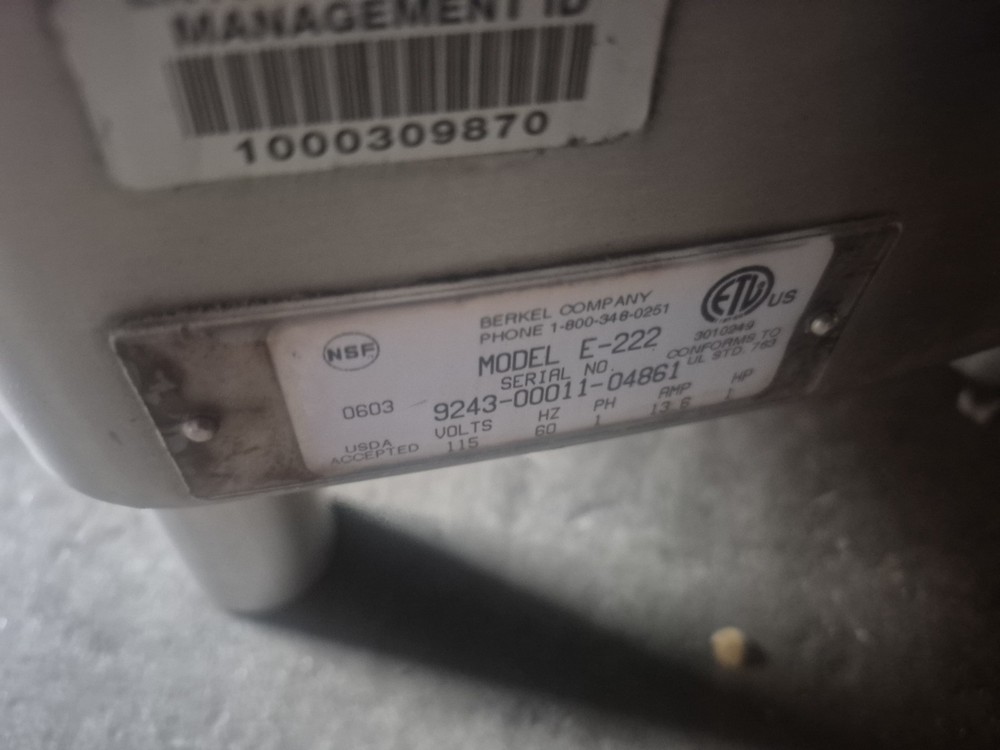 MANAGEMENT ID
1000309870
NSF
BERKEL COMPANY
PHONE 1-800-348-0251
ETL US
3010249
CONFORMS TO
UL STD. 763
MODEL E-222
SERIAL NO.
0603 9243-00011-04861
USDA
ACCEPTED
VOLTS HZ PH AMP HP
115 60 1 13.6 1